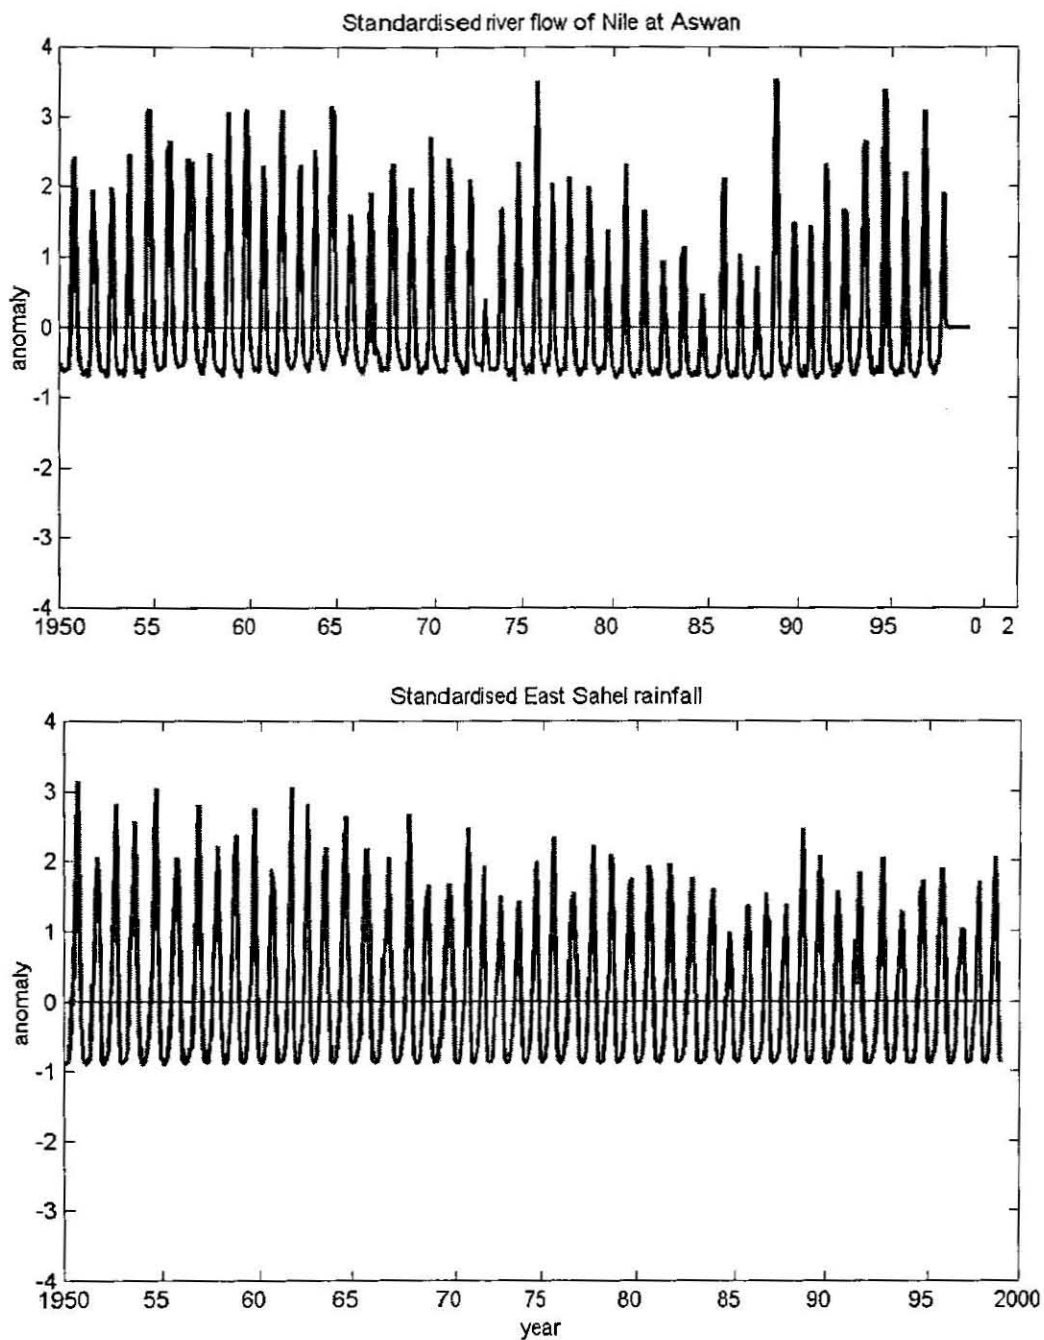 Standardised river flow of Nile at Aswan
4
3
2
1
0
-1
-2
-3
-4
anomaly
1950 55 60 65 70 75 80 85 90 95 0 2
Standardised East Sahel rainfall
4
3
2
1
0
-1
-2
-3
-4
anomaly
1950 55 60 65 70 75 80 85 90 95 2000
year